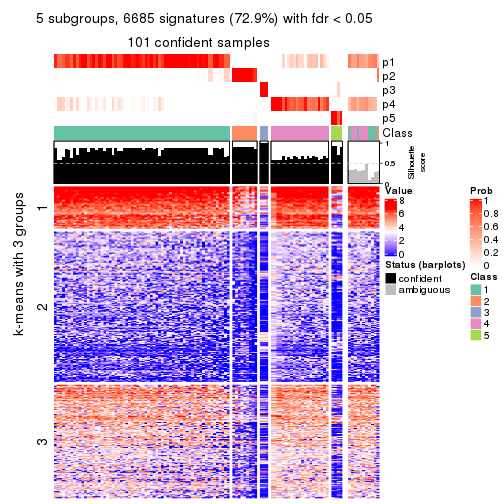 5 subgroups, 6685 signatures (72.9%) with fdr < 0.05
101 confident samples
p1
p2
p3
p4
p5
Class
1
0.5
0
Silhouette
score
k-means with 3 groups
1
2
3
Value
8
6
4
2
0
Status (barplots)
confident
ambiguous
Prob
1
0.8
0.6
0.4
0.2
0
Class
1
2
3
4
5